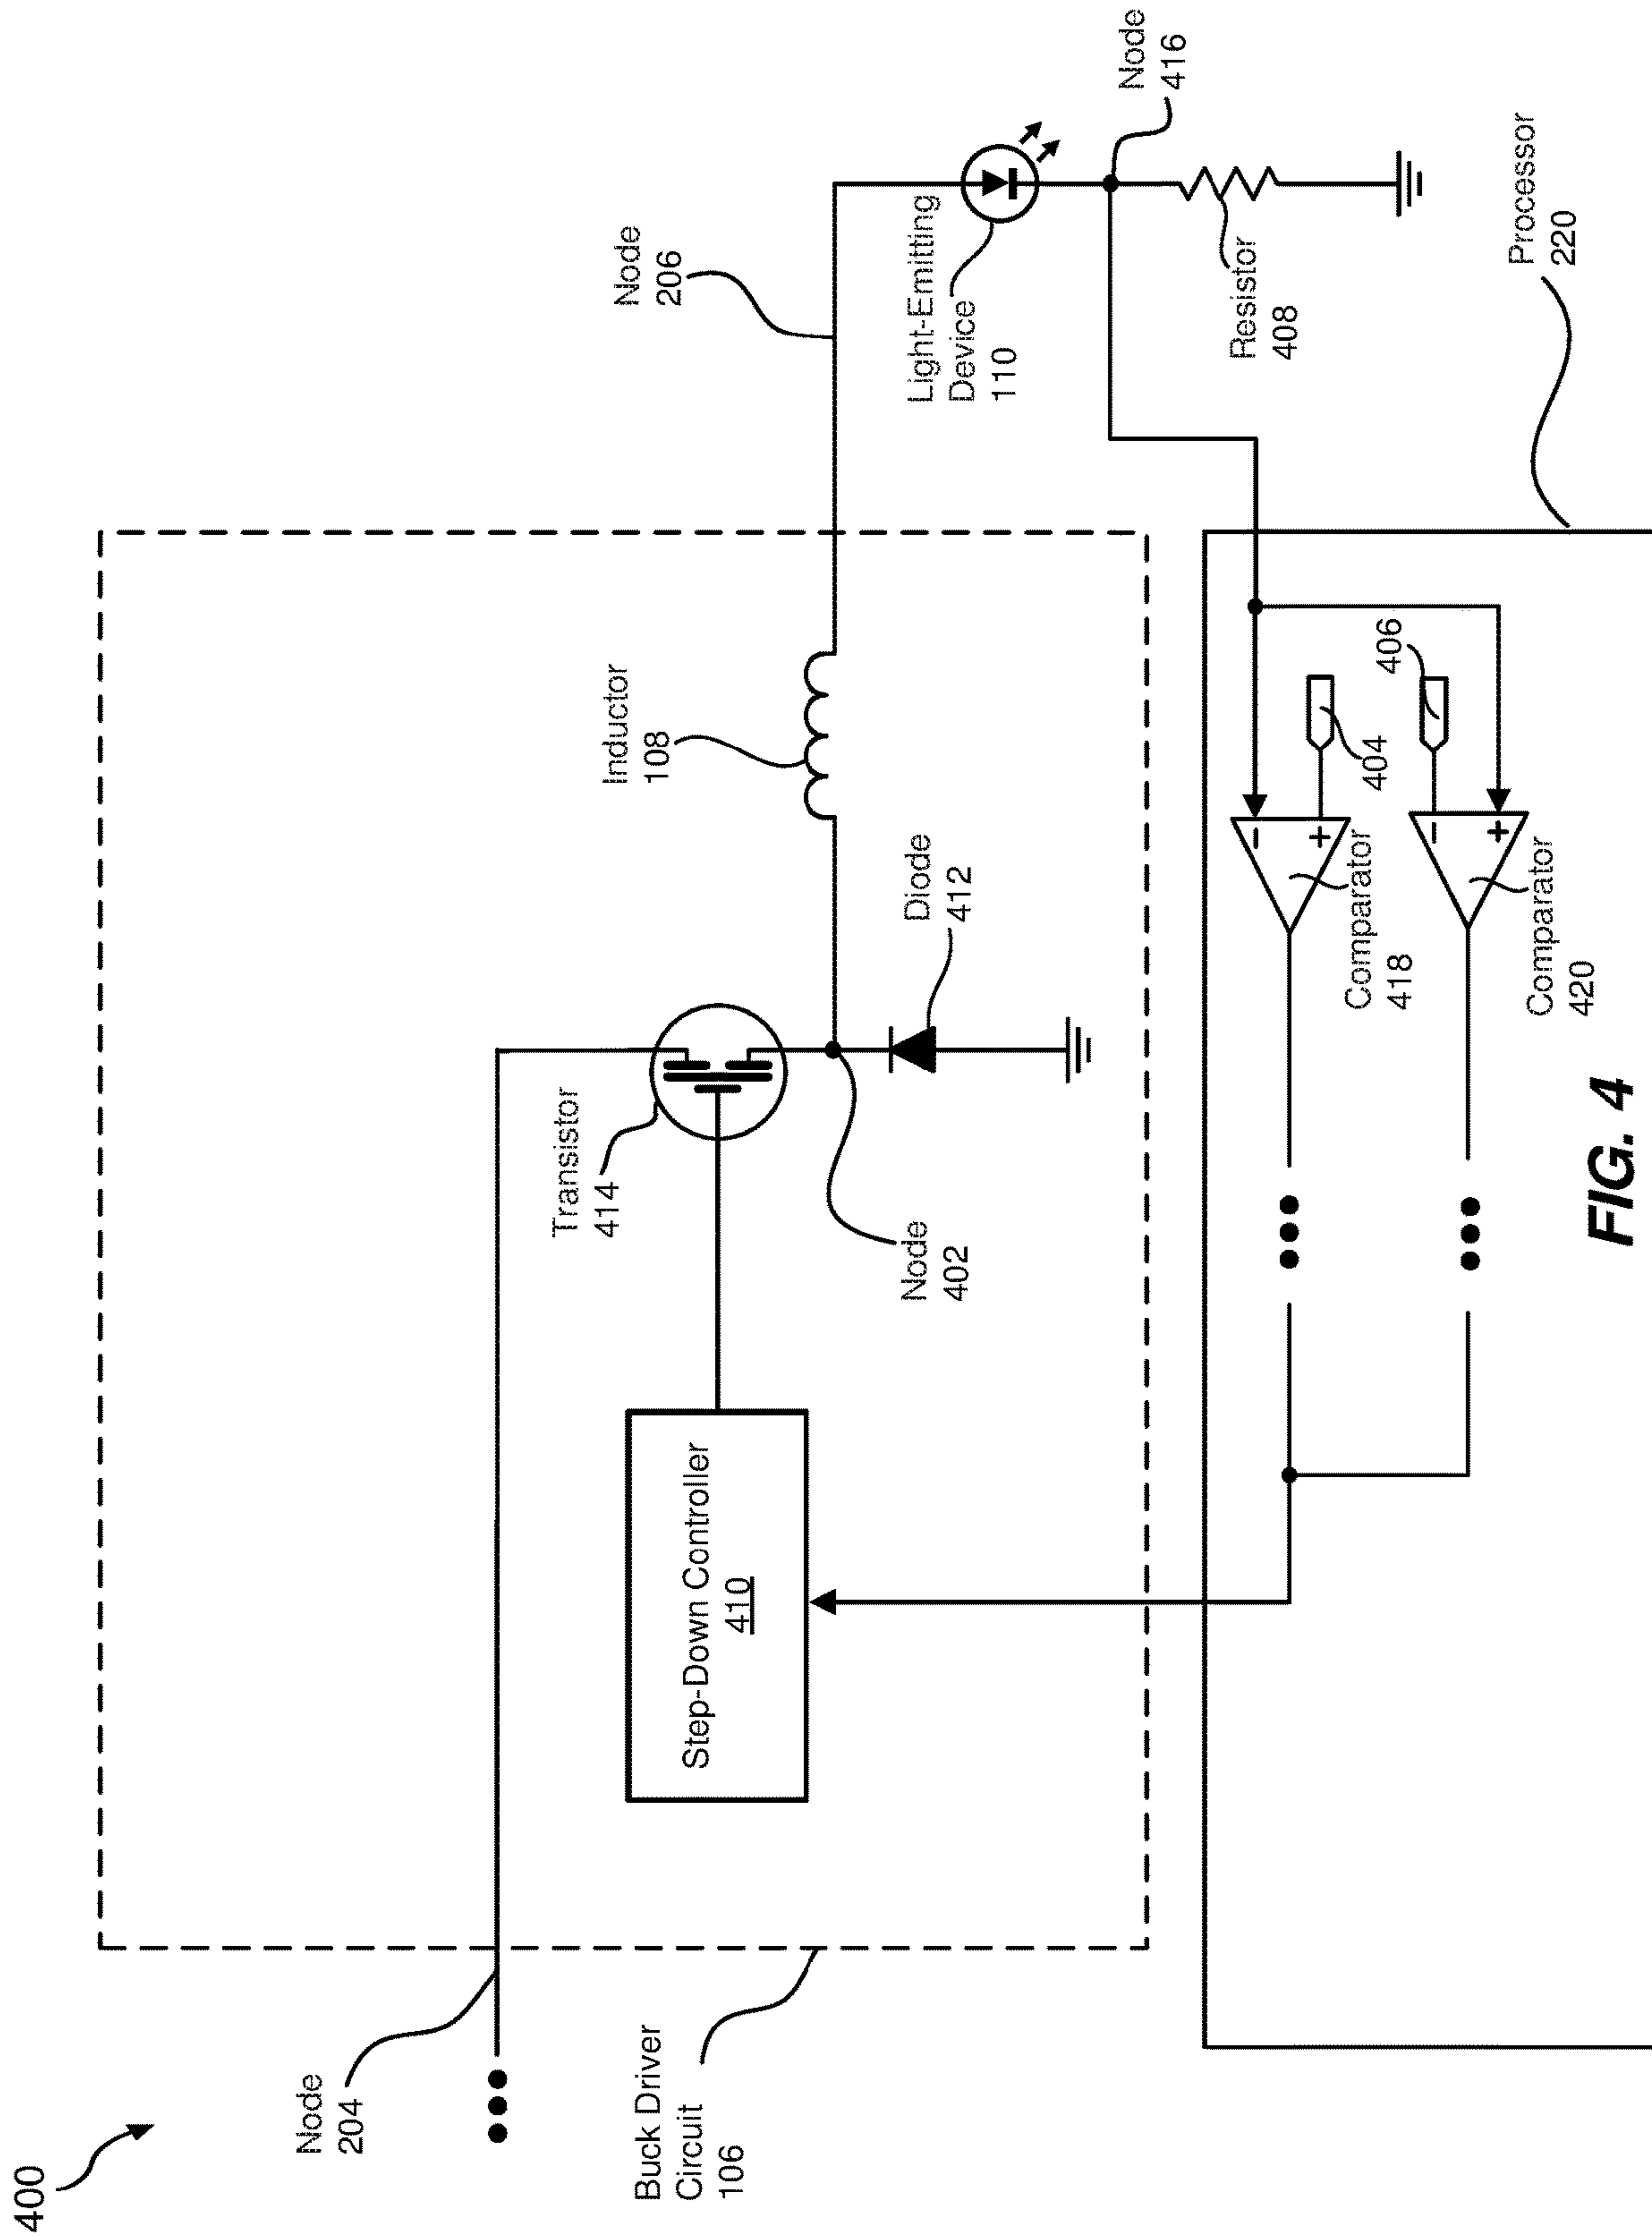 400
Node
204
Buck Driver
Circuit
106
Step-Down Controller
410
Transistor
414
Node
402
Diode
412
Inductor
108
Node
206
Light-Emitting
Device
110
Node
416
Resistor
408
Processor
220
-
+
404
Comparator
418
406
-
+
Comparator
420
FIG. 4